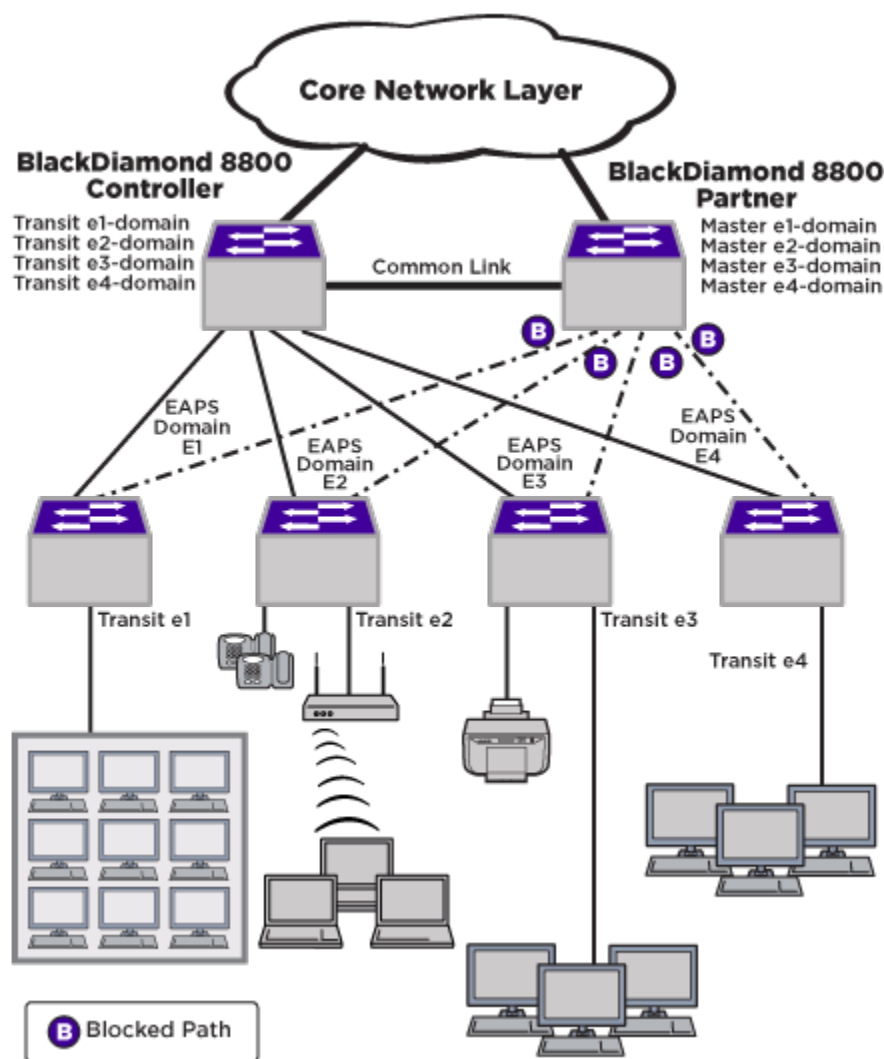 Core Network Layer
BlackDiamond 8800
Controller
Transit e1-domain
Transit e2-domain
Transit e3-domain
Transit e4-domain
BlackDiamond 8800
Partner
Master e1-domain
Master e2-domain
Master e3-domain
Master e4-domain
Common Link
B
B
B
B
EAPS
Domain
E1
EAPS
Domain
E2
EAPS
Domain
E3
EAPS
Domain
E4
Transit e1
Transit e2
Transit e3
Transit e4
B Blocked Path